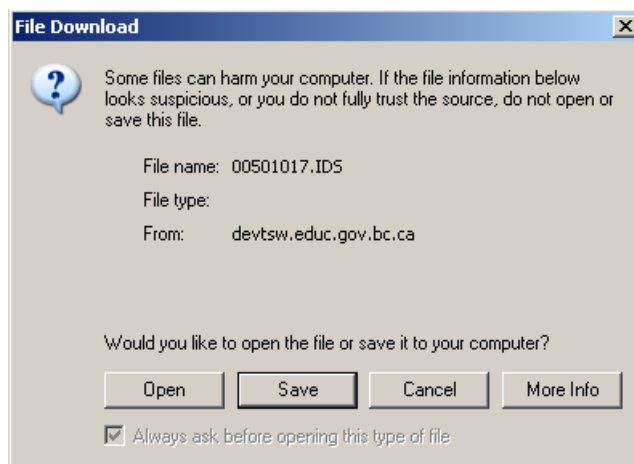 File Download
Some files can harm your computer. If the file information below
looks suspicious, or you do not fully trust the source, do not open or
save this file.
File name: 00501017.IDS
File type:
From: devtsw.educ.gov.bc.ca
Would you like to open the file or save it to your computer?
Open Save Cancel More Info
Always ask before opening this type of file